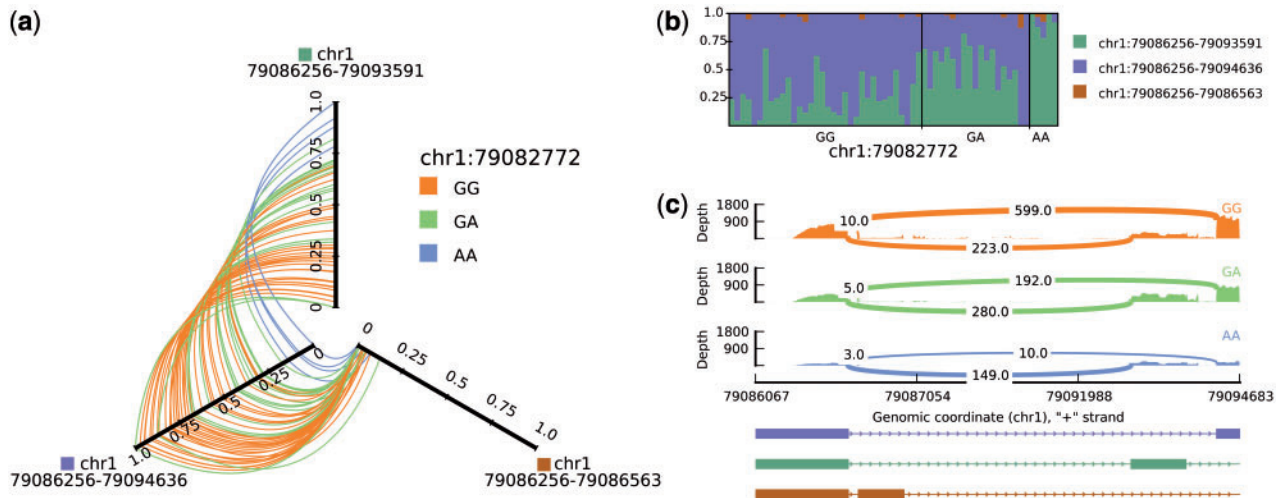 (a)
chr1
79086256-79093591
1.0
0.75
0.5
0.25
0
chr1:79082772
GG
GA
AA
0
0.25
0.5
0.75
1.0
0
0.25
0.5
0.75
1.0
chr1
79086256-79094636
chr1
79086256-79086563
(b)
1.0
0.75
0.5
0.25
GG
GA
AA
chr1:79082772
chr1:79086256-79093591
chr1:79086256-79094636
chr1:79086256-79086563
(c)
Depth
1800
900
10.0
599.0
223.0
GG
Depth
1800
900
5.0
192.0
280.0
GA
Depth
1800
900
3.0
10.0
149.0
AA
79086067
79087054
79091988
79094683
Genomic coordinate (chr1), "+" strand